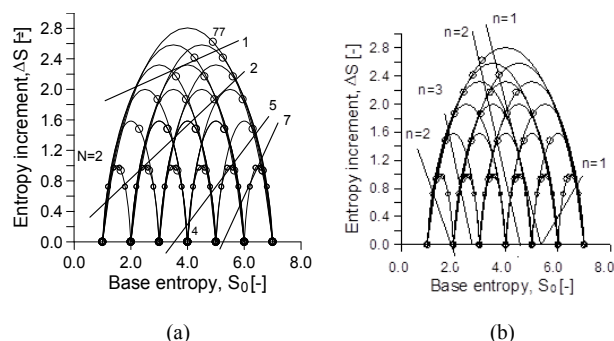 2.8
2.4
2.0
1.6
1.2
0.8
0.4
0.0
Entropy increment, ΔS [-]
77
1
2
5
7
N=2
4
0.0 2.0 4.0 6.0 8.0
Base entropy, S0 [-]
(a)
n=2
n=1
2.8
2.4
2.0
1.6
1.2
0.8
0.4
0.0
Entropy increment, ΔS [-]
n=3
n=2
n=1
0.0 2.0 4.0 6.0 8.0
Base entropy, S0 [-]
(b)